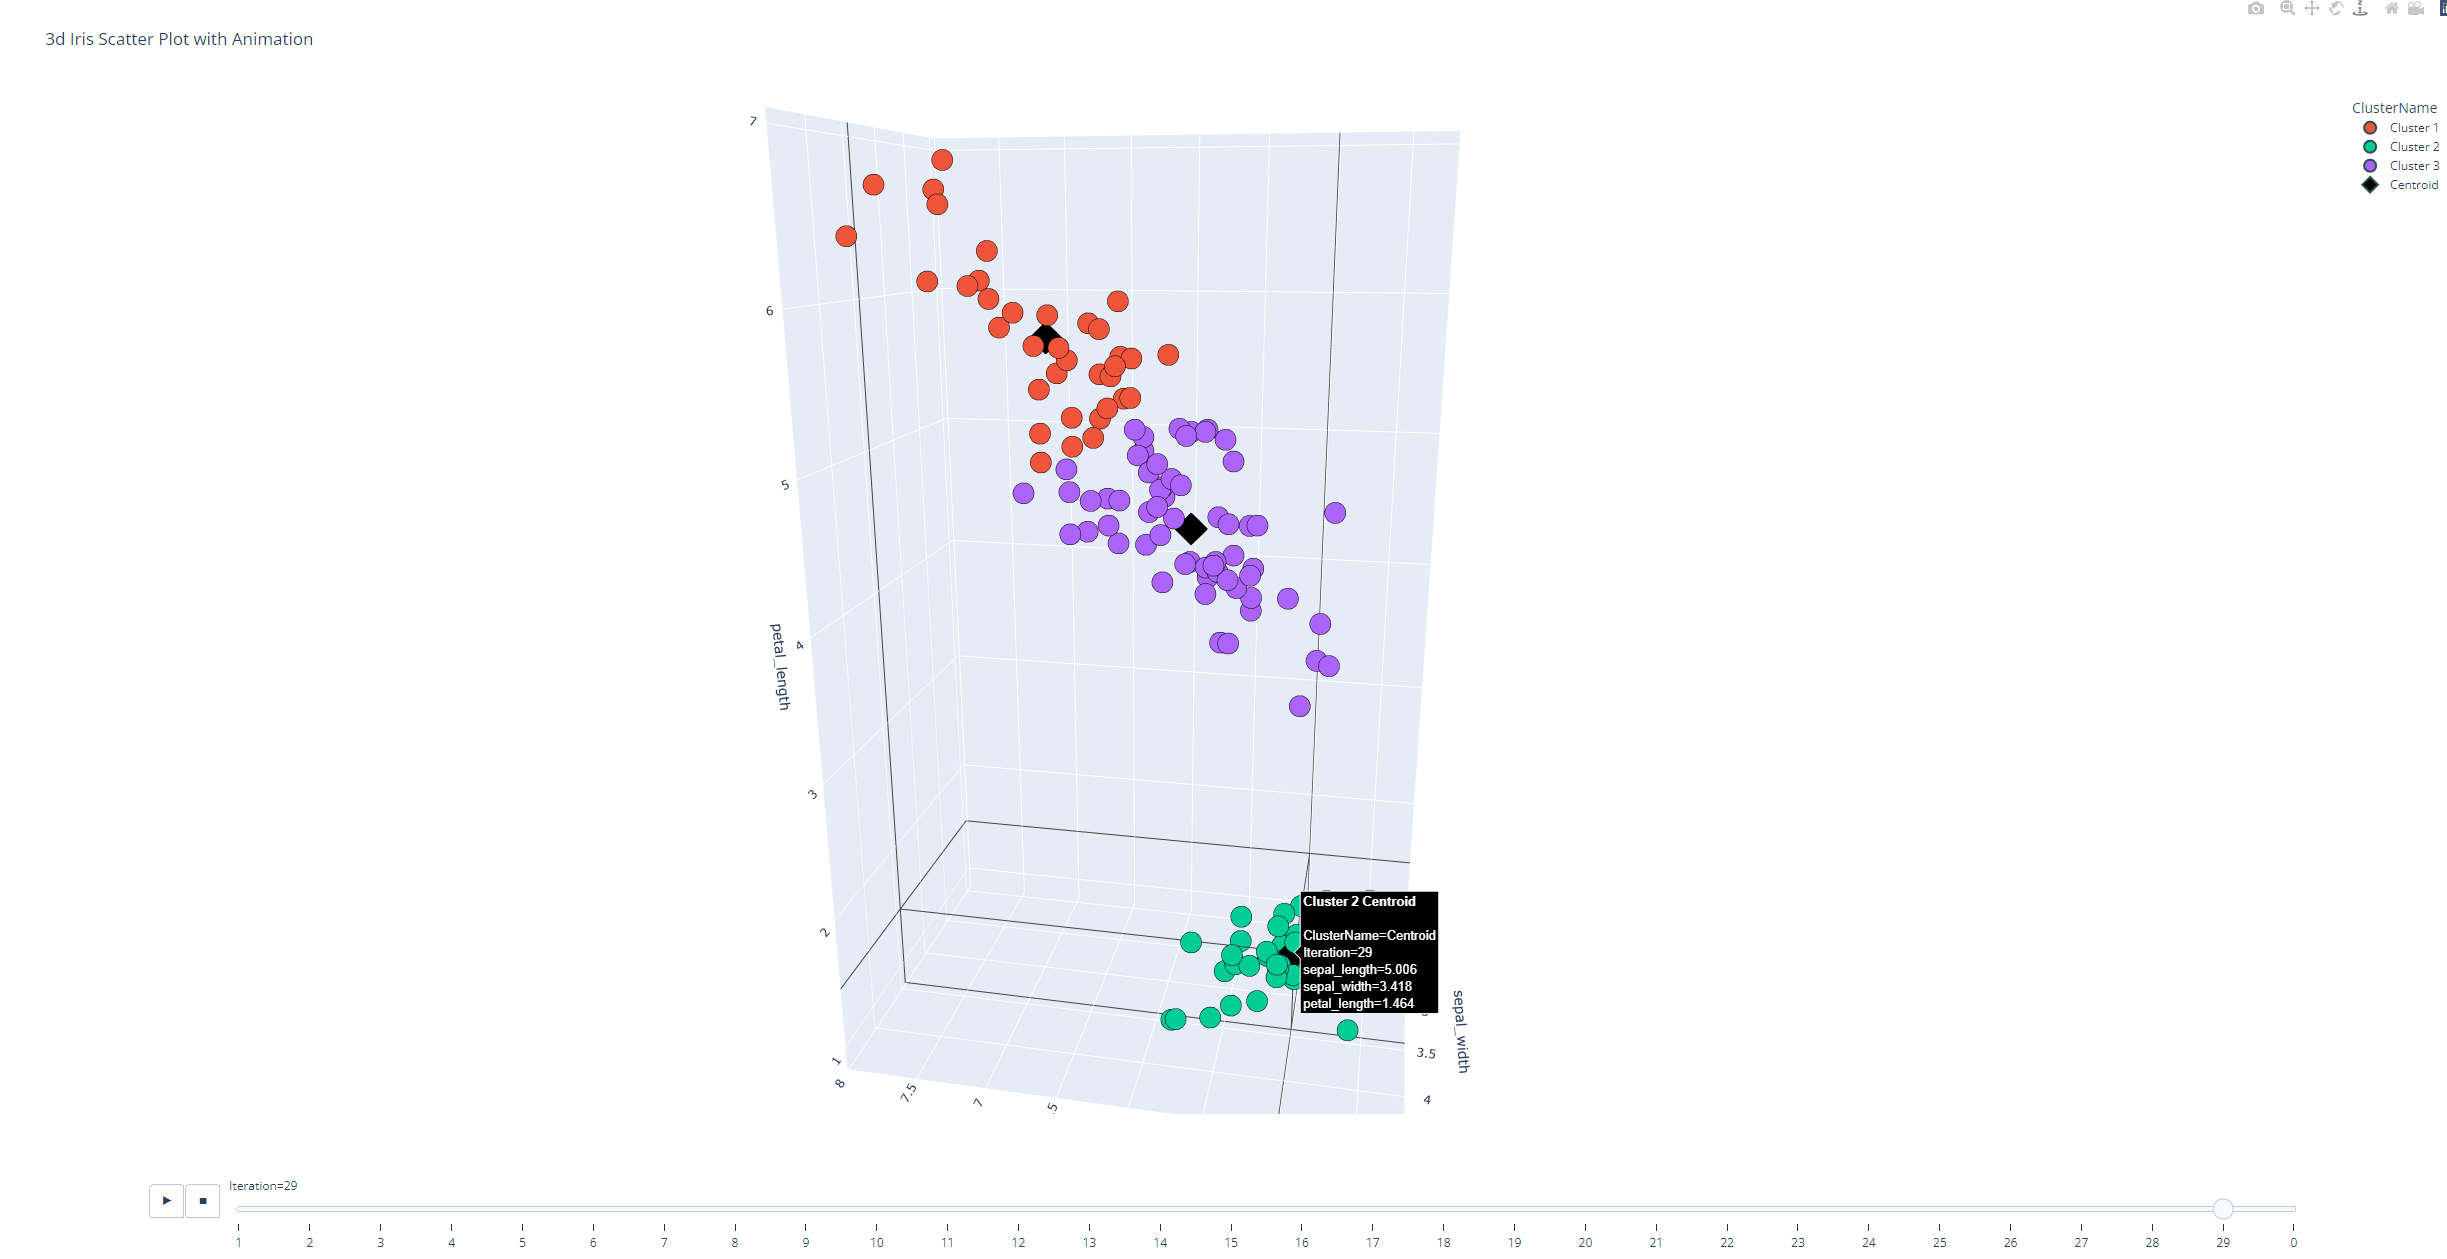 3d Iris Scatter Plot with Animation
ClusterName
Cluster 1
Cluster 2
Cluster 3
Centroid
7
6
5
4
3
2
1
petal_length
8
7.5
7
.5
Cluster 2 Centroid
ClusterName=Centroid
Iteration=29
sepal_length=5.006
sepal_width=3.418
petal_length=1.464
3.5
4
sepal_width
Iteration=29
1 2 3 4 5 6 7 8 9 10 11 12 13 14 15 16 17 18 19 20 21 22 23 24 25 26 27 28 29 0